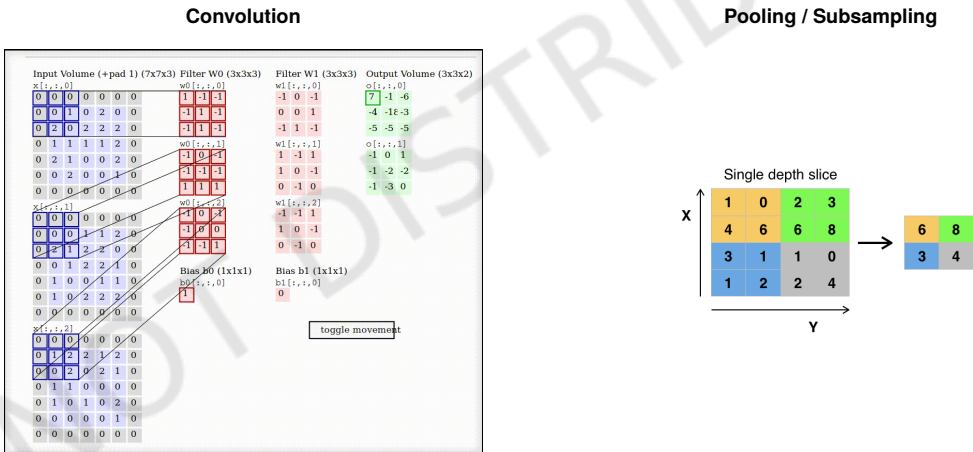 Convolution
Input Volume (+pad 1) (7x7x3)
x[:,:,0]
0 0 0 0 0 0 0
0 0 1 0 2 0 0
0 2 0 2 2 2 0
0 1 1 1 1 2 0
0 2 1 0 0 2 0
0 0 2 0 0 1 0
0 0 0 0 0 0 0
x[:,:,1]
0 0 0 0 0 0 0
0 0 0 1 1 2 0
0 2 1 2 2 0 0
0 0 1 2 2 1 0
0 1 0 0 1 1 0
0 1 0 2 2 2 0
x[:,:,2]
0 0 0 0 0 0 0
0 1 2 2 1 2 0
0 0 2 0 2 1 0
0 1 1 0 0 0 0
0 1 0 1 0 2 0
0 0 0 0 0 1 0
0 0 0 0 0 0 0
Filter W0 (3x3x3)
w0[:,:,0]
1 -1 -1
-1 1 -1
-1 1 -1
w0[:,:,1]
-1 0 -1
-1 -1 -1
1 1 1
w0[:,:,2]
-1 0 -1
-1 0 0
-1 -1 1
Bias b0 (1x1x1)
b0[:,:,0]
1
Filter W1 (3x3x3)
w1[:,:,0]
-1 0 -1
0 0 1
-1 1 -1
w1[:,:,1]
1 -1 1
1 0 -1
0 -1 0
w1[:,:,2]
-1 -1 1
1 0 -1
0 -1 0
Bias b1 (1x1x1)
b1[:,:,0]
0
Output Volume (3x3x2)
o[:,:,0]
7 -1 -6
-4 -18 -3
-5 -5 -5
o[:,:,1]
-1 0 1
-1 -2 -2
-1 -3 0
toggle movement
Pooling / Subsampling
Single depth slice
X
1 0 2 3
4 6 6 8
3 1 1 0
1 2 2 4
Y
6 8
3 4
NOT DISTRIB